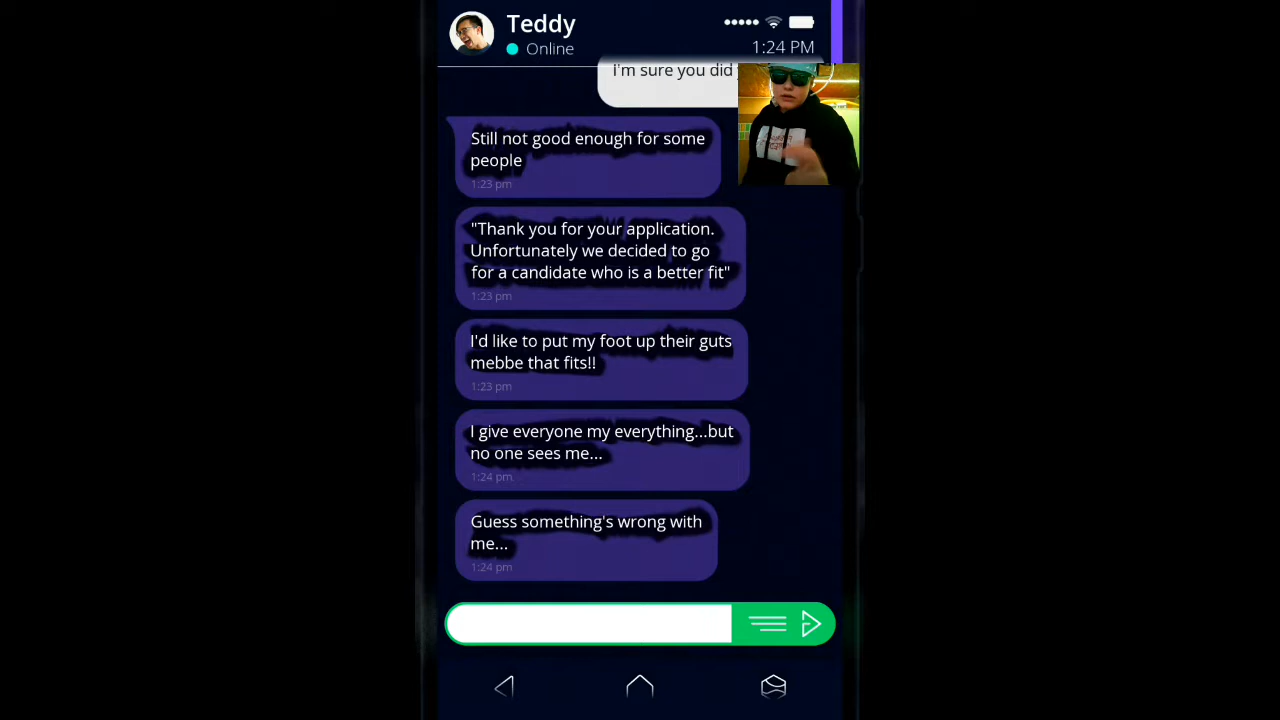 Teddy
Online
1:24 PM
I'm sure you did
Still not good enough for some
people
1:23 pm
"Thank you for your application.
Unfortunately we decided to go
for a candidate who is a better fit"
1:23 pm
I'd like to put my foot up their guts
mebbe that fits!!
1:23 pm
I give everyone my everything...but
no one sees me...
1:24 pm
Guess something's wrong with
me...
1:24 pm